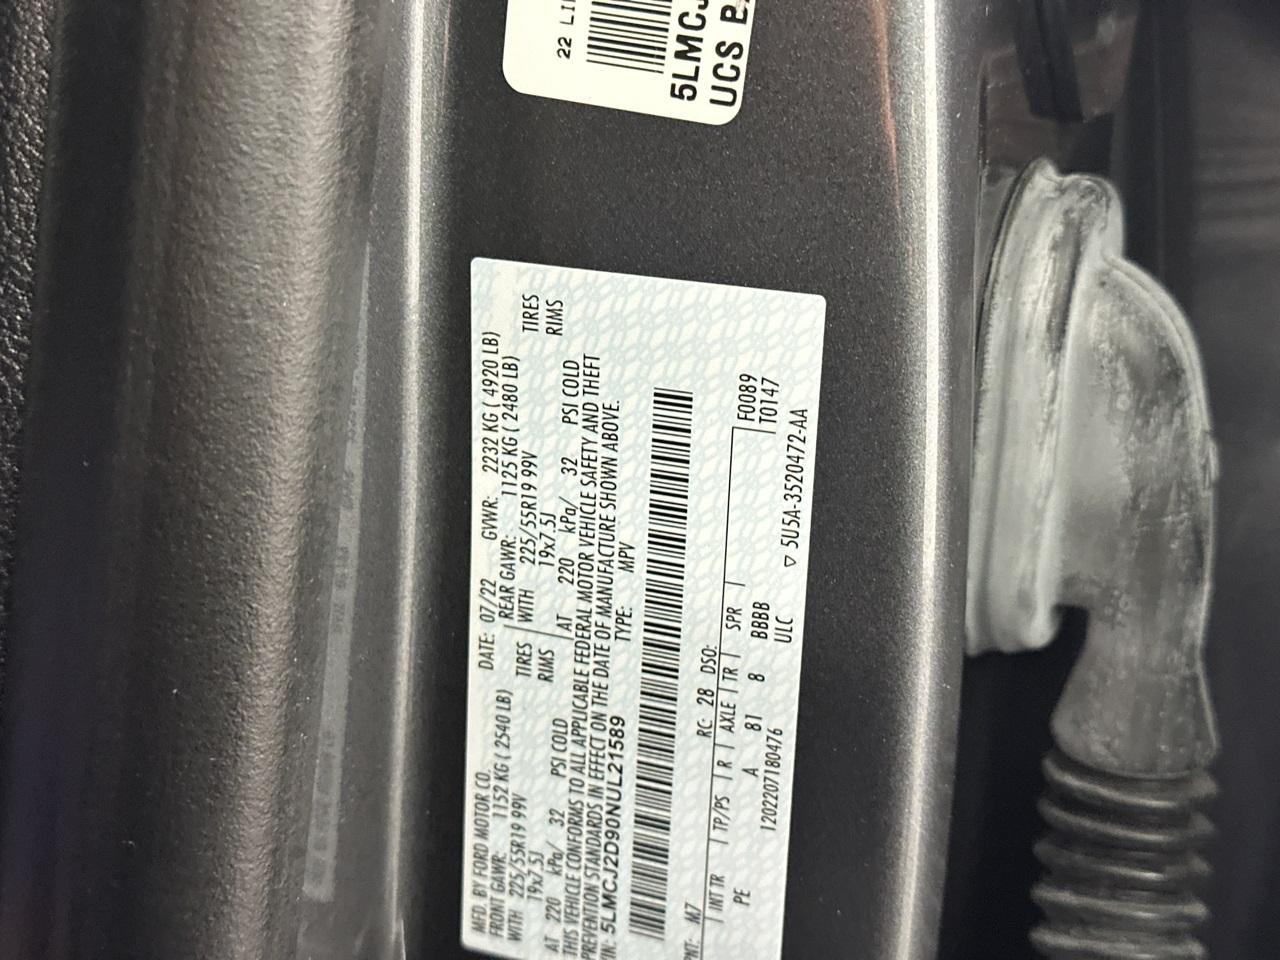 22 LI
5LMCJ
UCS
MFD. BY FORD MOTOR CO. DATE: 07/22 GVWR: 2232 KG ( 4920 LB)
FRONT GAWR: 1152 KG ( 2540 LB) REAR GAWR: 1125 KG ( 2480 LB)
WITH 225/55R19 99V TIRES WITH 225/55R19 99V TIRES
19x7.5J RIMS 19x7.5J RIMS
AT 220 kPa/ 32 PSI COLD AT 220 kPa/ 32 PSI COLD
THIS VEHICLE CONFORMS TO ALL APPLICABLE FEDERAL MOTOR VEHICLE SAFETY AND THEFT
PREVENTION STANDARDS IN EFFECT ON THE DATE OF MANUFACTURE SHOWN ABOVE.
VIN: 5LMCJ2D90NUL21589 TYPE: MPV
PNT: M7 RC: 28 DSO:
INT TR TP/PS R AXLE TR SPR F0089
PE A 81 8 BBBB T0147
120220718047​6 ULC
▽ 5U5A-3520472-AA